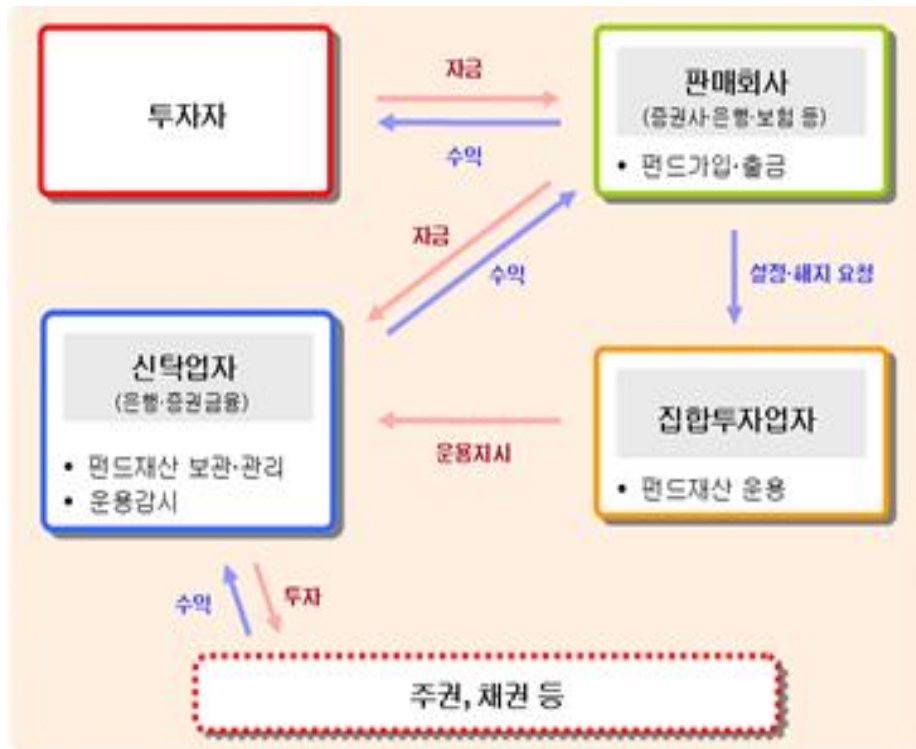 투자자
자금
수익
판매회사
(증권사·은행·보험 등)
• 펀드가입·출금
자금
수익
설정·해지 요청
신탁업자
(은행·증권금융)
• 펀드재산 보관·관리
• 운용감시
운용지시
집합투자업자
• 펀드재산 운용
수익
투자
주권, 채권 등